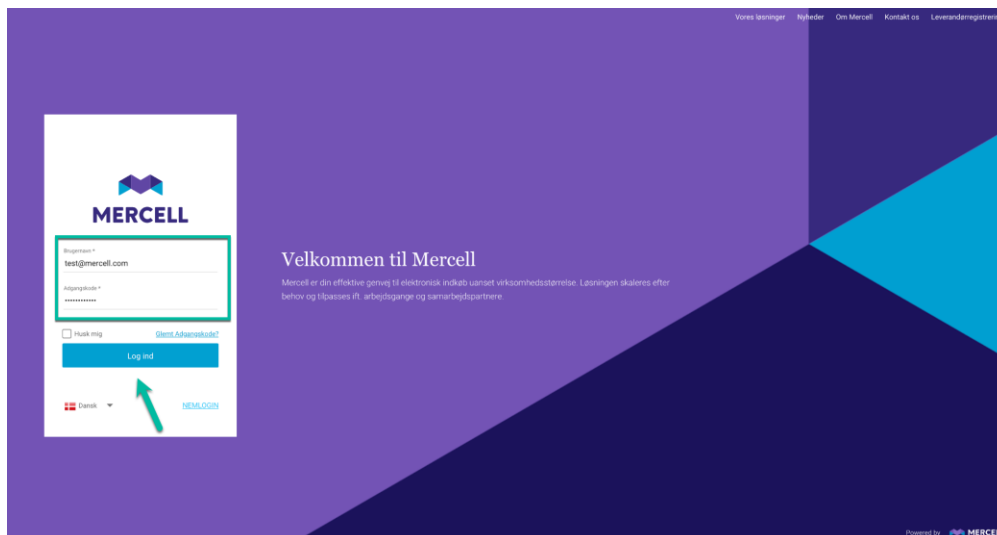 Vores løsninger Nyheder Om Mercell Kontakt os
MERCELL
Brugernavn *
test@mercell.com
Adgangskode *
Husk mig Glemt Adgangskode?
Log ind
Dansk NEMLOGIN
Velkommen til Mercell
Mercell er din effektive genvej til elektronisk indkøb uanset virksomhedsstørrelse. Løsningen skaleres efter
behov og tilpasses ift. arbejdsgange og samarbejdspartnere.
Powered by